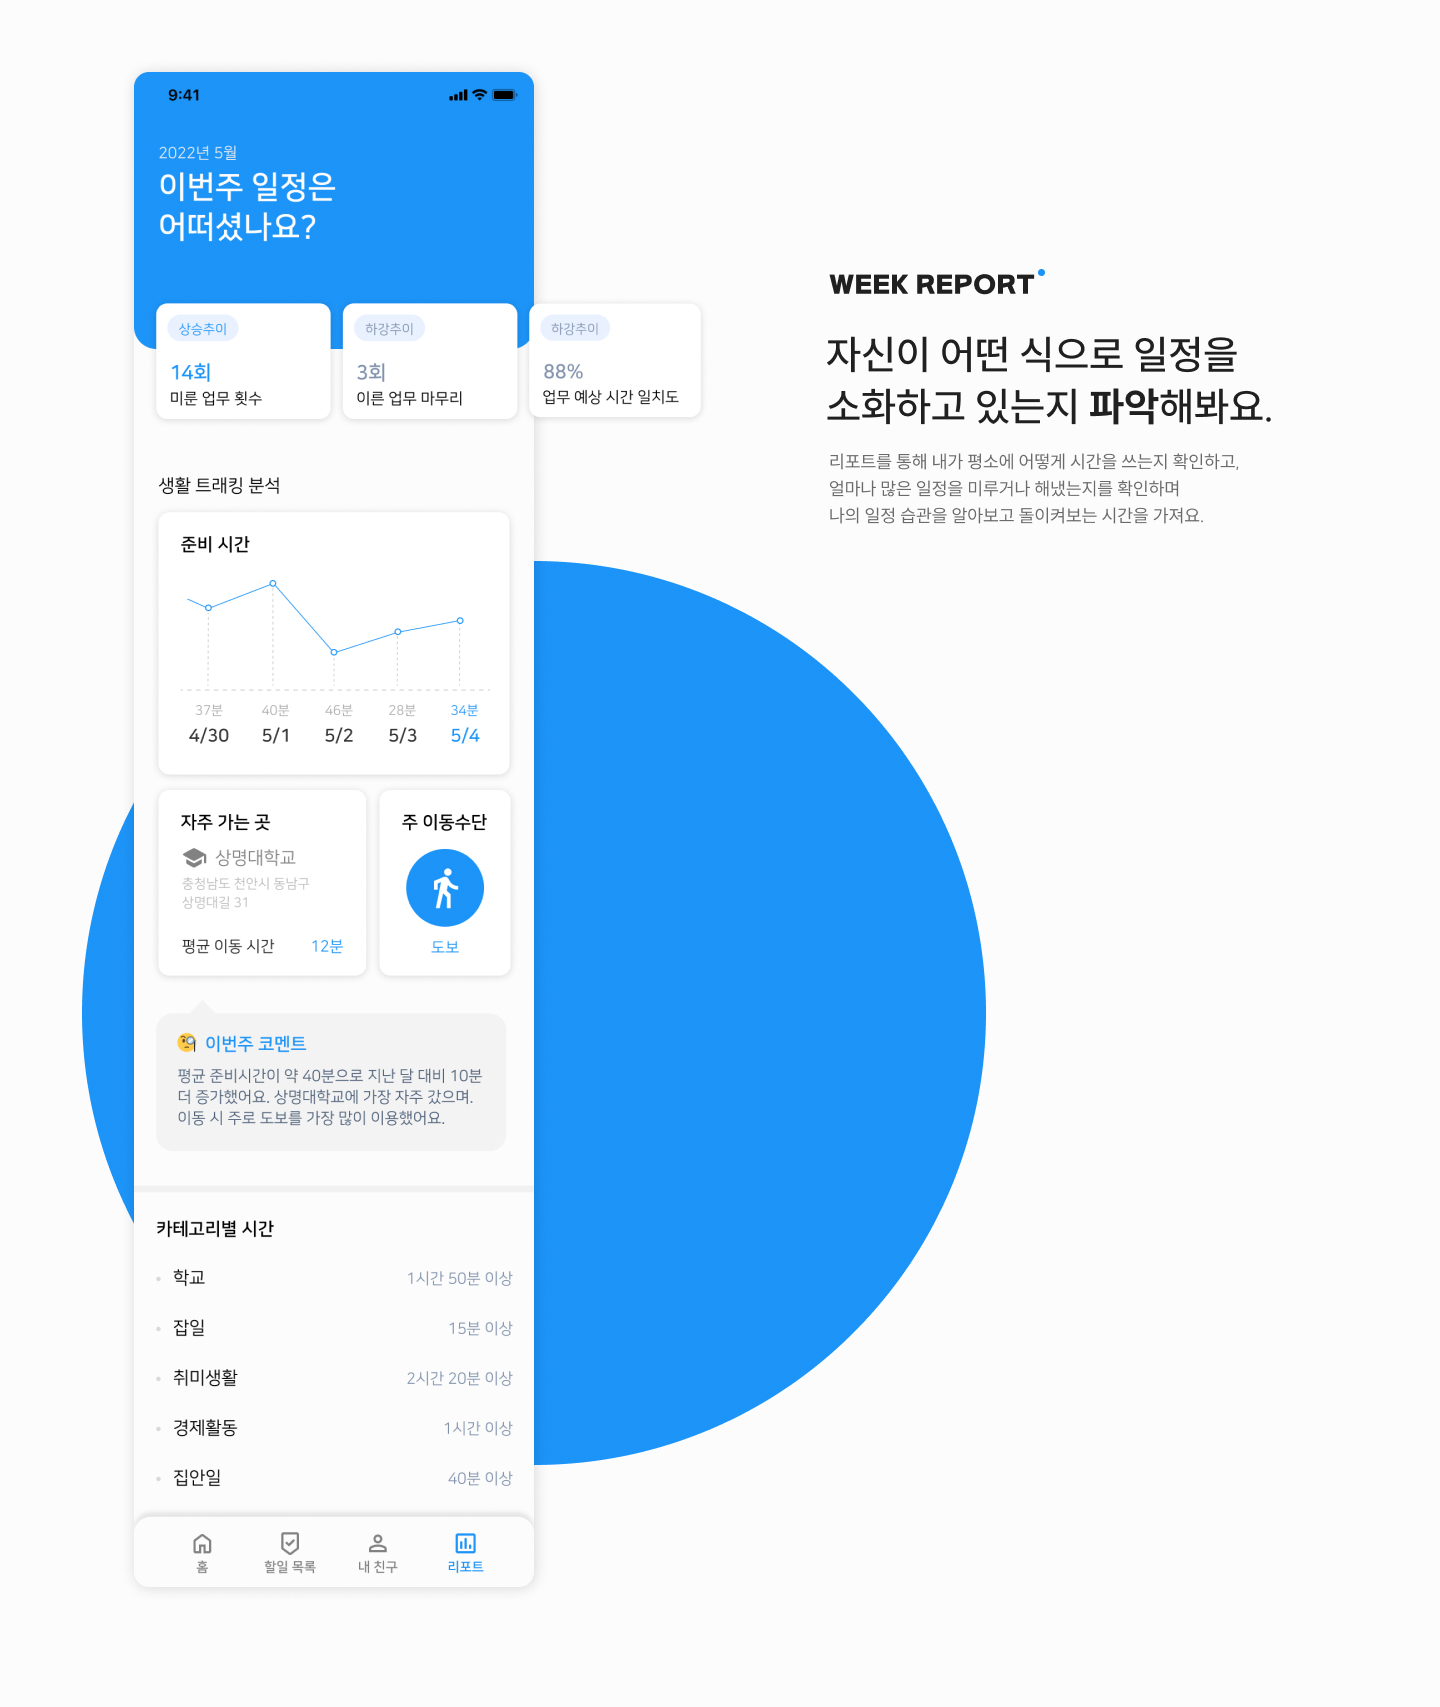 9:41
2022년 5월
이번주 일정은
어떠셨나요?
상승추이
14회
미룬 업무 횟수
하강추이
3회
이른 업무 마무리
하강추이
88%
업무 예상 시간 일치도
생활 트래킹 분석
준비 시간
37분 40분 46분 28분 34분
4/30 5/1 5/2 5/3 5/4
자주 가는 곳
상명대학교
충청남도 천안시 동남구
상명대길 31
평균 이동 시간 12분
주 이동수단
도보
이번주 코멘트
평균 준비시간이 약 40분으로 지난 달 대비 10분
더 증가했어요. 상명대학교에 가장 자주 갔으며.
이동 시 주로 도보를 가장 많이 이용했어요.
카테고리별 시간
학교 1시간 50분 이상
잡일 15분 이상
취미생활 2시간 20분 이상
경제활동 1시간 이상
집안일 40분 이상
홈 할일 목록 내 친구 리포트
WEEK REPORT
자신이 어떤 식으로 일정을
소화하고 있는지 파악해봐요.
리포트를 통해 내가 평소에 어떻게 시간을 쓰는지 확인하고,
얼마나 많은 일정을 미루거나 해냈는지를 확인하며
나의 일정 습관을 알아보고 돌이켜보는 시간을 가져요.